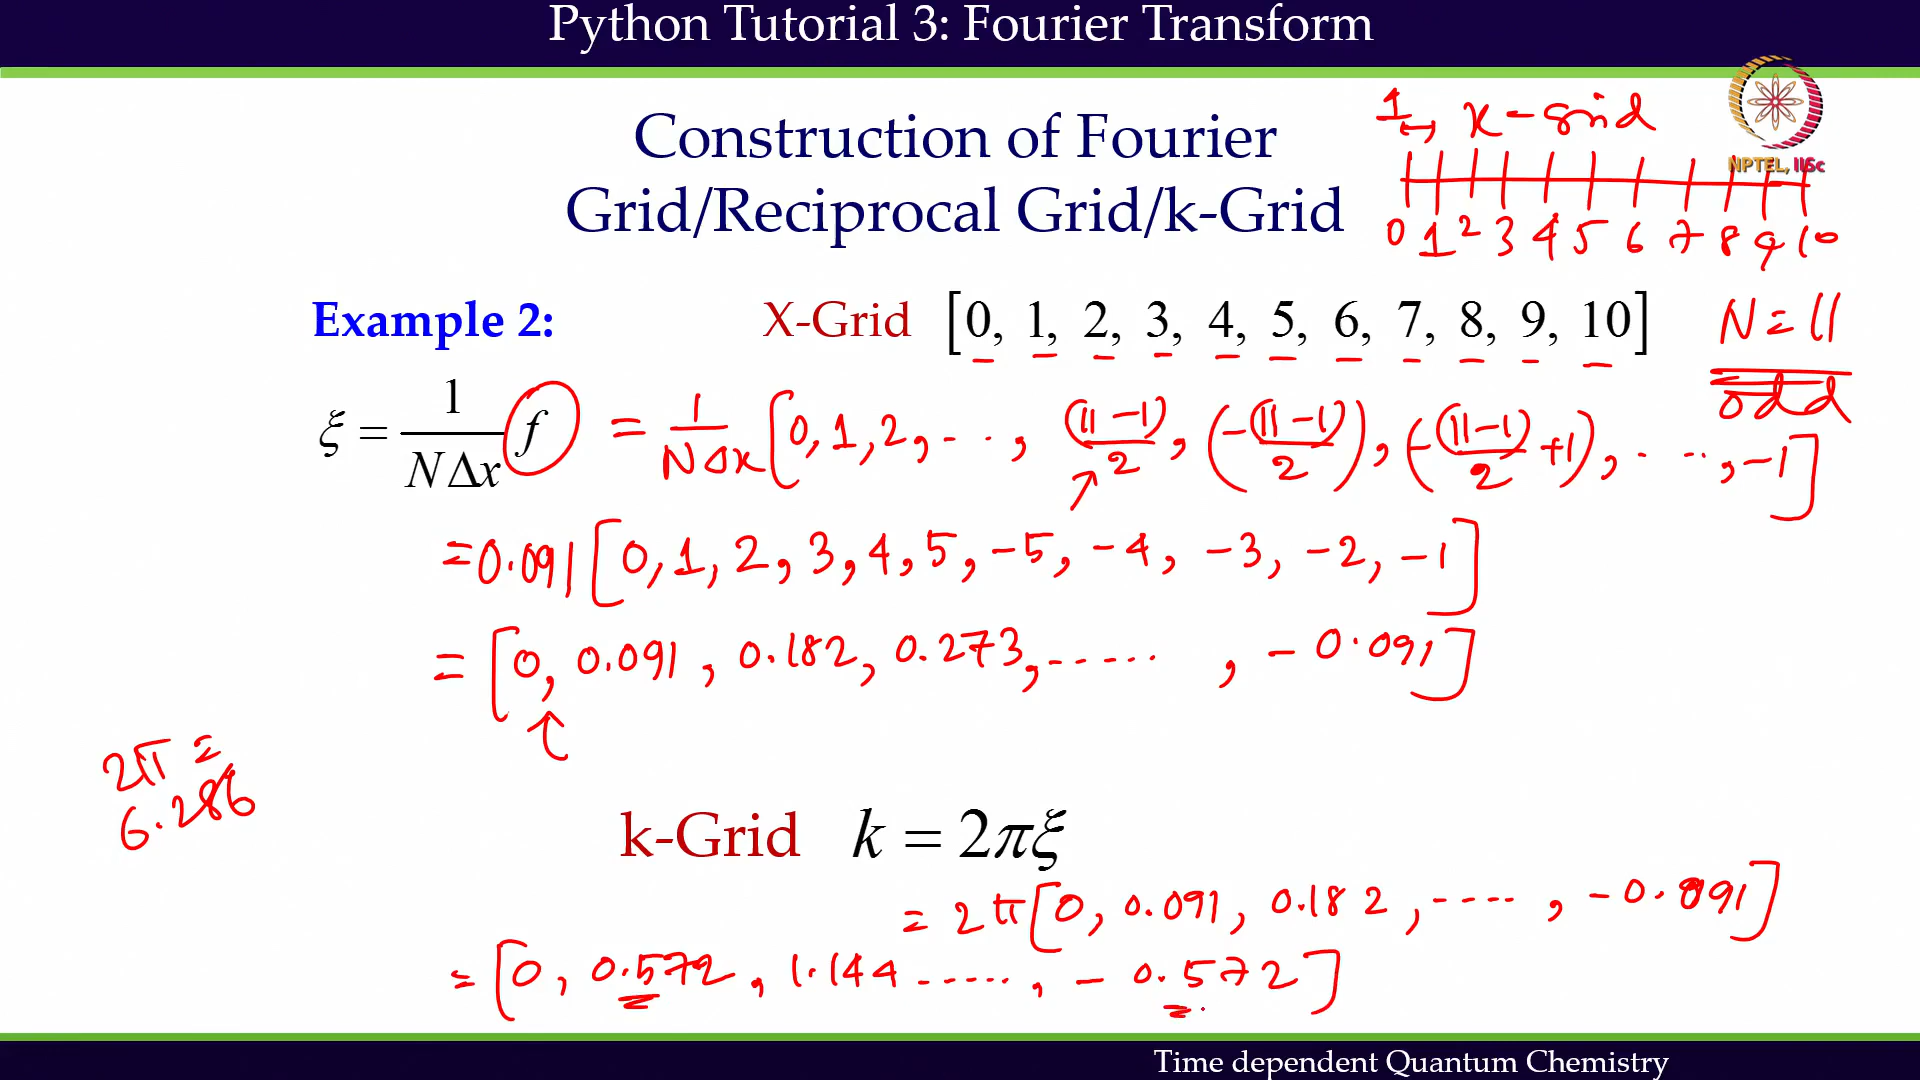 Python Tutorial 3: Fourier Transform
Construction of Fourier
Grid/Reciprocal Grid/k-Grid
1 x-grid
0 1 2 3 4 5 6 7 8 9 10
NPTEL, IISc
Example 2: X-Grid [0, 1, 2, 3, 4, 5, 6, 7, 8, 9, 10] N = 11
odd
ξ = 1/(NΔx) f = 1/(NΔx) [0, 1, 2, ..., (11-1)/2, (-(11-1)/2), (-(11-1)/2 + 1), ...., -1]
= 0.091 [0, 1, 2, 3, 4, 5, -5, -4, -3, -2, -1]
= [0, 0.091, 0.182, 0.273, ......, -0.091]
2π =
6.286
k-Grid k = 2πξ
= 2π [0, 0.091, 0.182, ....., -0.091]
= [0, 0.572, 1.144 ......, -0.572]
Time dependent Quantum Chemistry